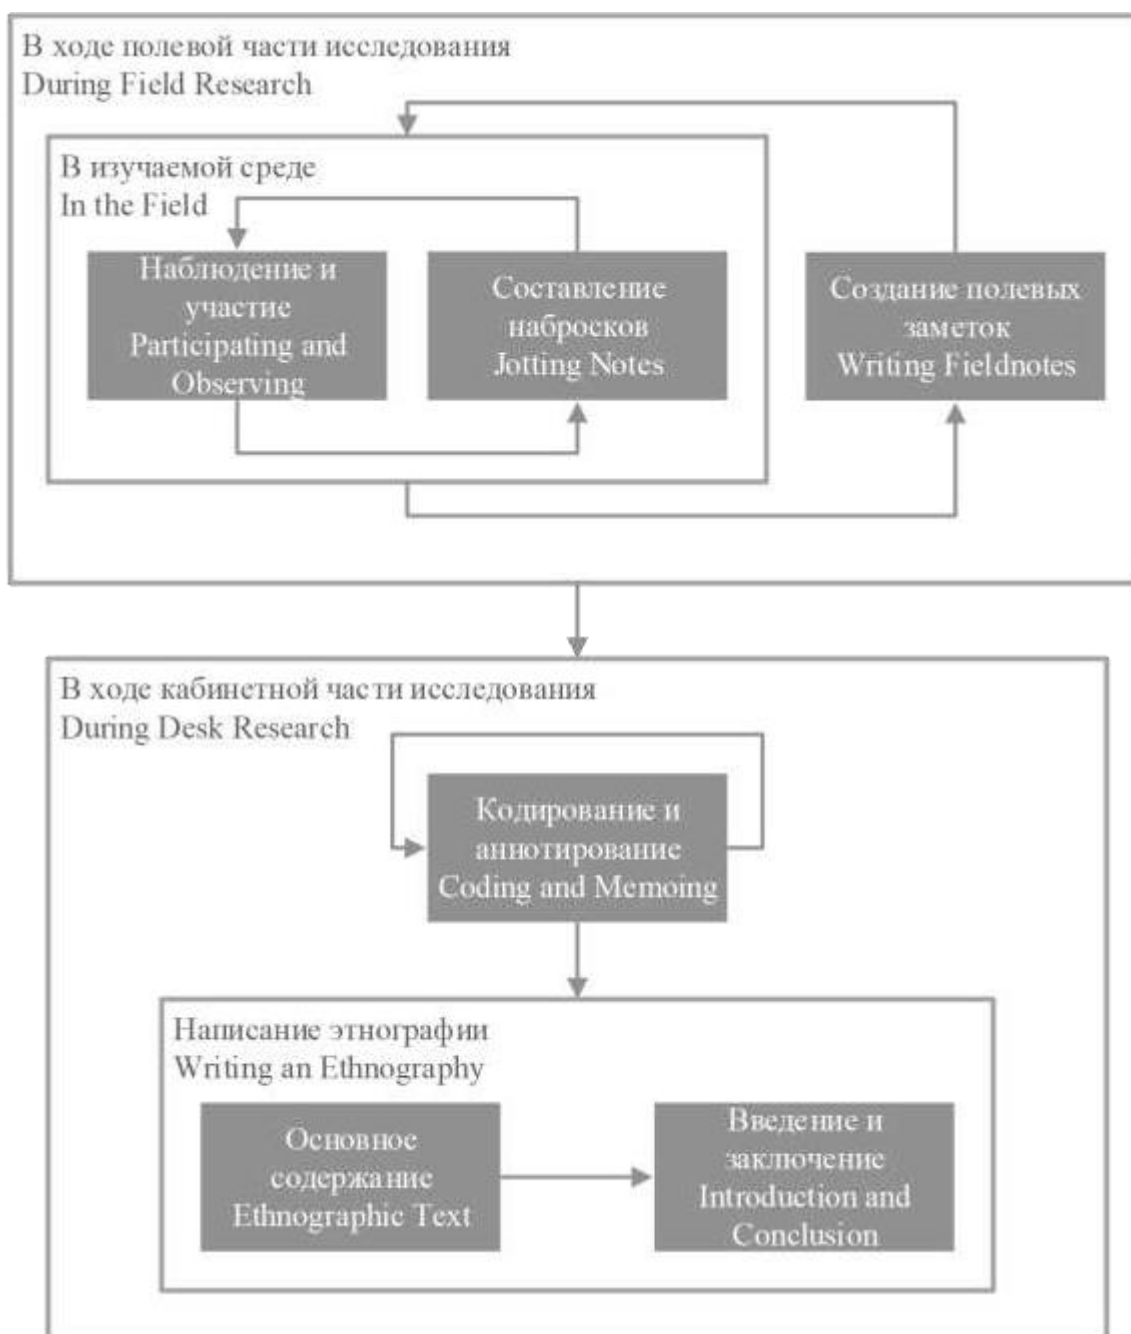 В ходе полевой части исследования
During Field Research
В изучаемой среде
In the Field
Наблюдение и
участие
Participating and
Observing
Составление
набросков
Jotting Notes
Создание полевых
заметок
Writing Fieldnotes
В ходе кабинетной части исследования
During Desk Research
Кодирование и
аннотирование
Coding and Memoing
Написание этнографии
Writing an Ethnography
Основное
содержание
Ethnographic Text
Введение и
заключение
Introduction and
Conclusion